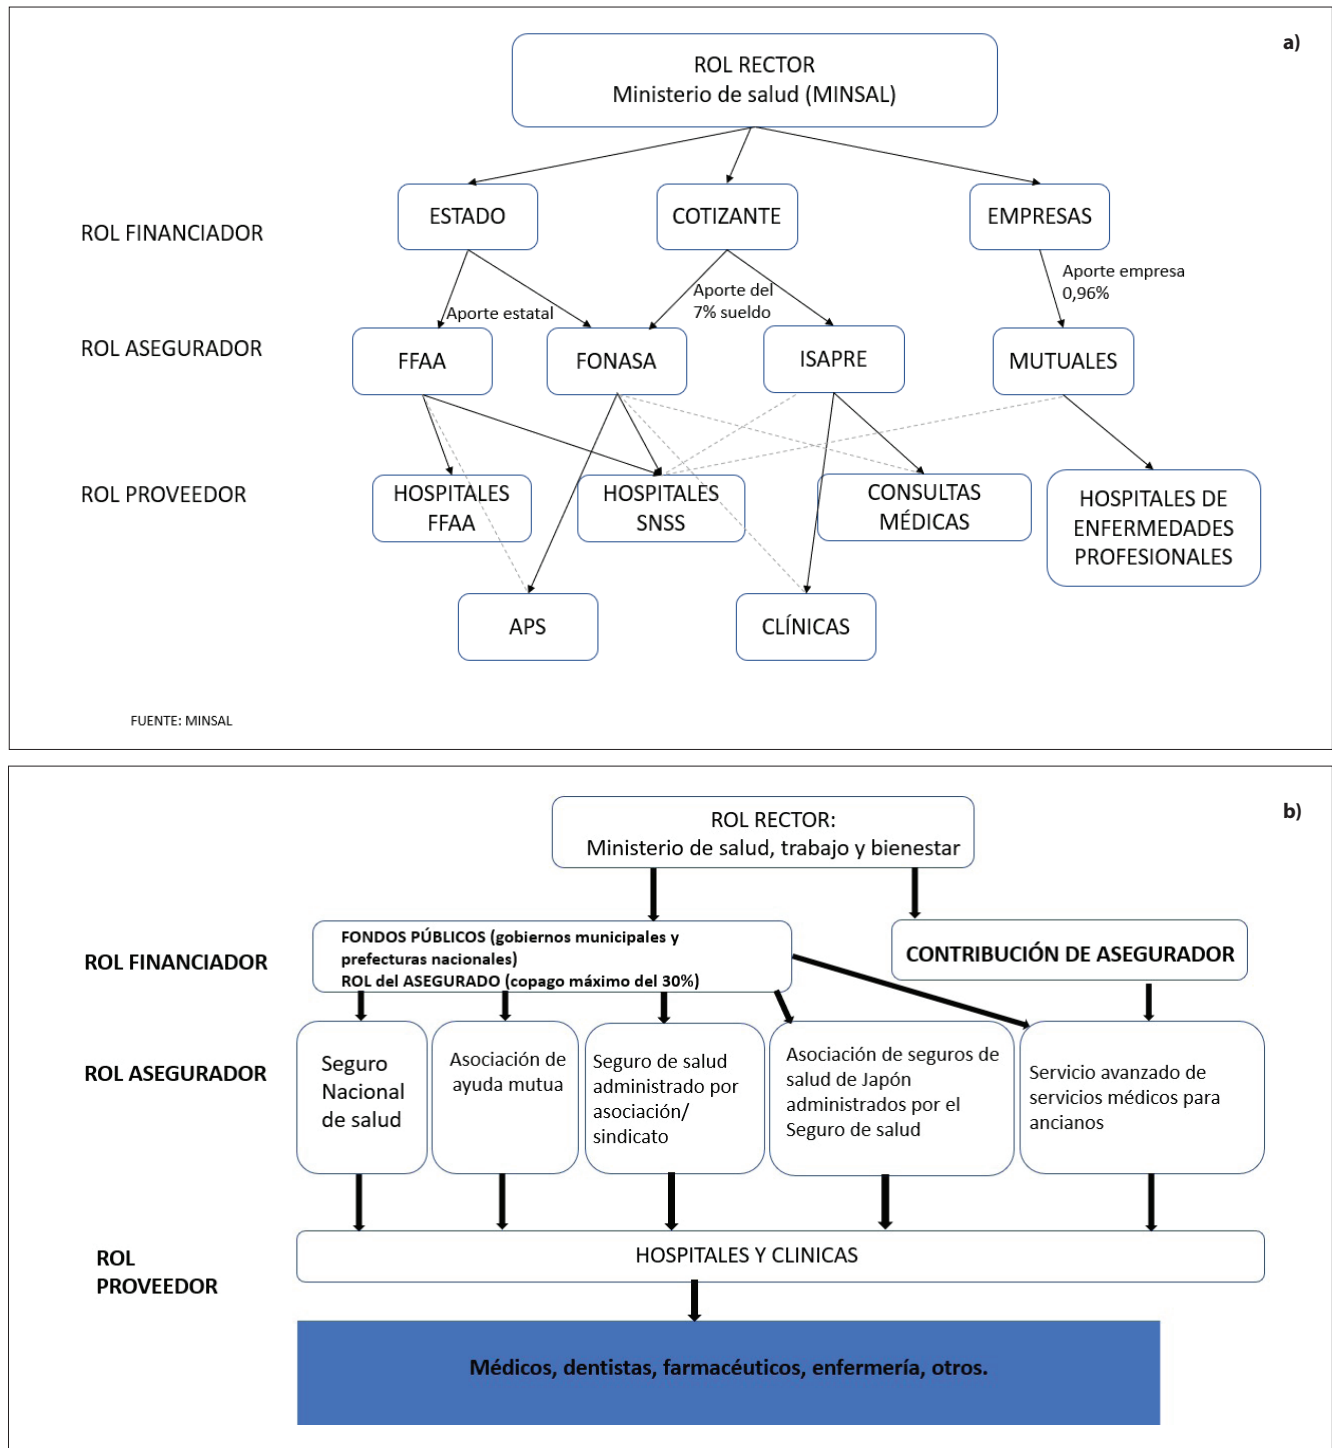 a)
ROL RECTOR
Ministerio de salud (MINSAL)
ROL FINANCIADOR
ESTADO
COTIZANTE
EMPRESAS
Aporte estatal
Aporte del
7% sueldo
Aporte empresa
0,96%
ROL ASEGURADOR
FFAA
FONASA
ISAPRE
MUTUALES
ROL PROVEEDOR
HOSPITALES
FFAA
HOSPITALES
SNSS
CONSULTAS
MÉDICAS
HOSPITALES DE
ENFERMEDADES
PROFESIONALES
APS
CLÍNICAS
FUENTE: MINSAL
b)
ROL RECTOR:
Ministerio de salud, trabajo y bienestar
ROL FINANCIADOR
FONDOS PÚBLICOS (gobiernos municipales y
prefecturas nacionales)
ROL del ASEGURADO (copago máximo del 30%)
CONTRIBUCIÓN DE ASEGURADOR
ROL ASEGURADOR
Seguro
Nacional
de salud
Asociación de
ayuda mutua
Seguro de salud
administrado por
asociación/
sindicato
Asociación de seguros de
salud de Japón
administrados por el
Seguro de salud
Servicio avanzado de
servicios médicos para
ancianos
ROL
PROVEEDOR
HOSPITALES Y CLINICAS
Médicos, dentistas, farmacéuticos, enfermería, otros.